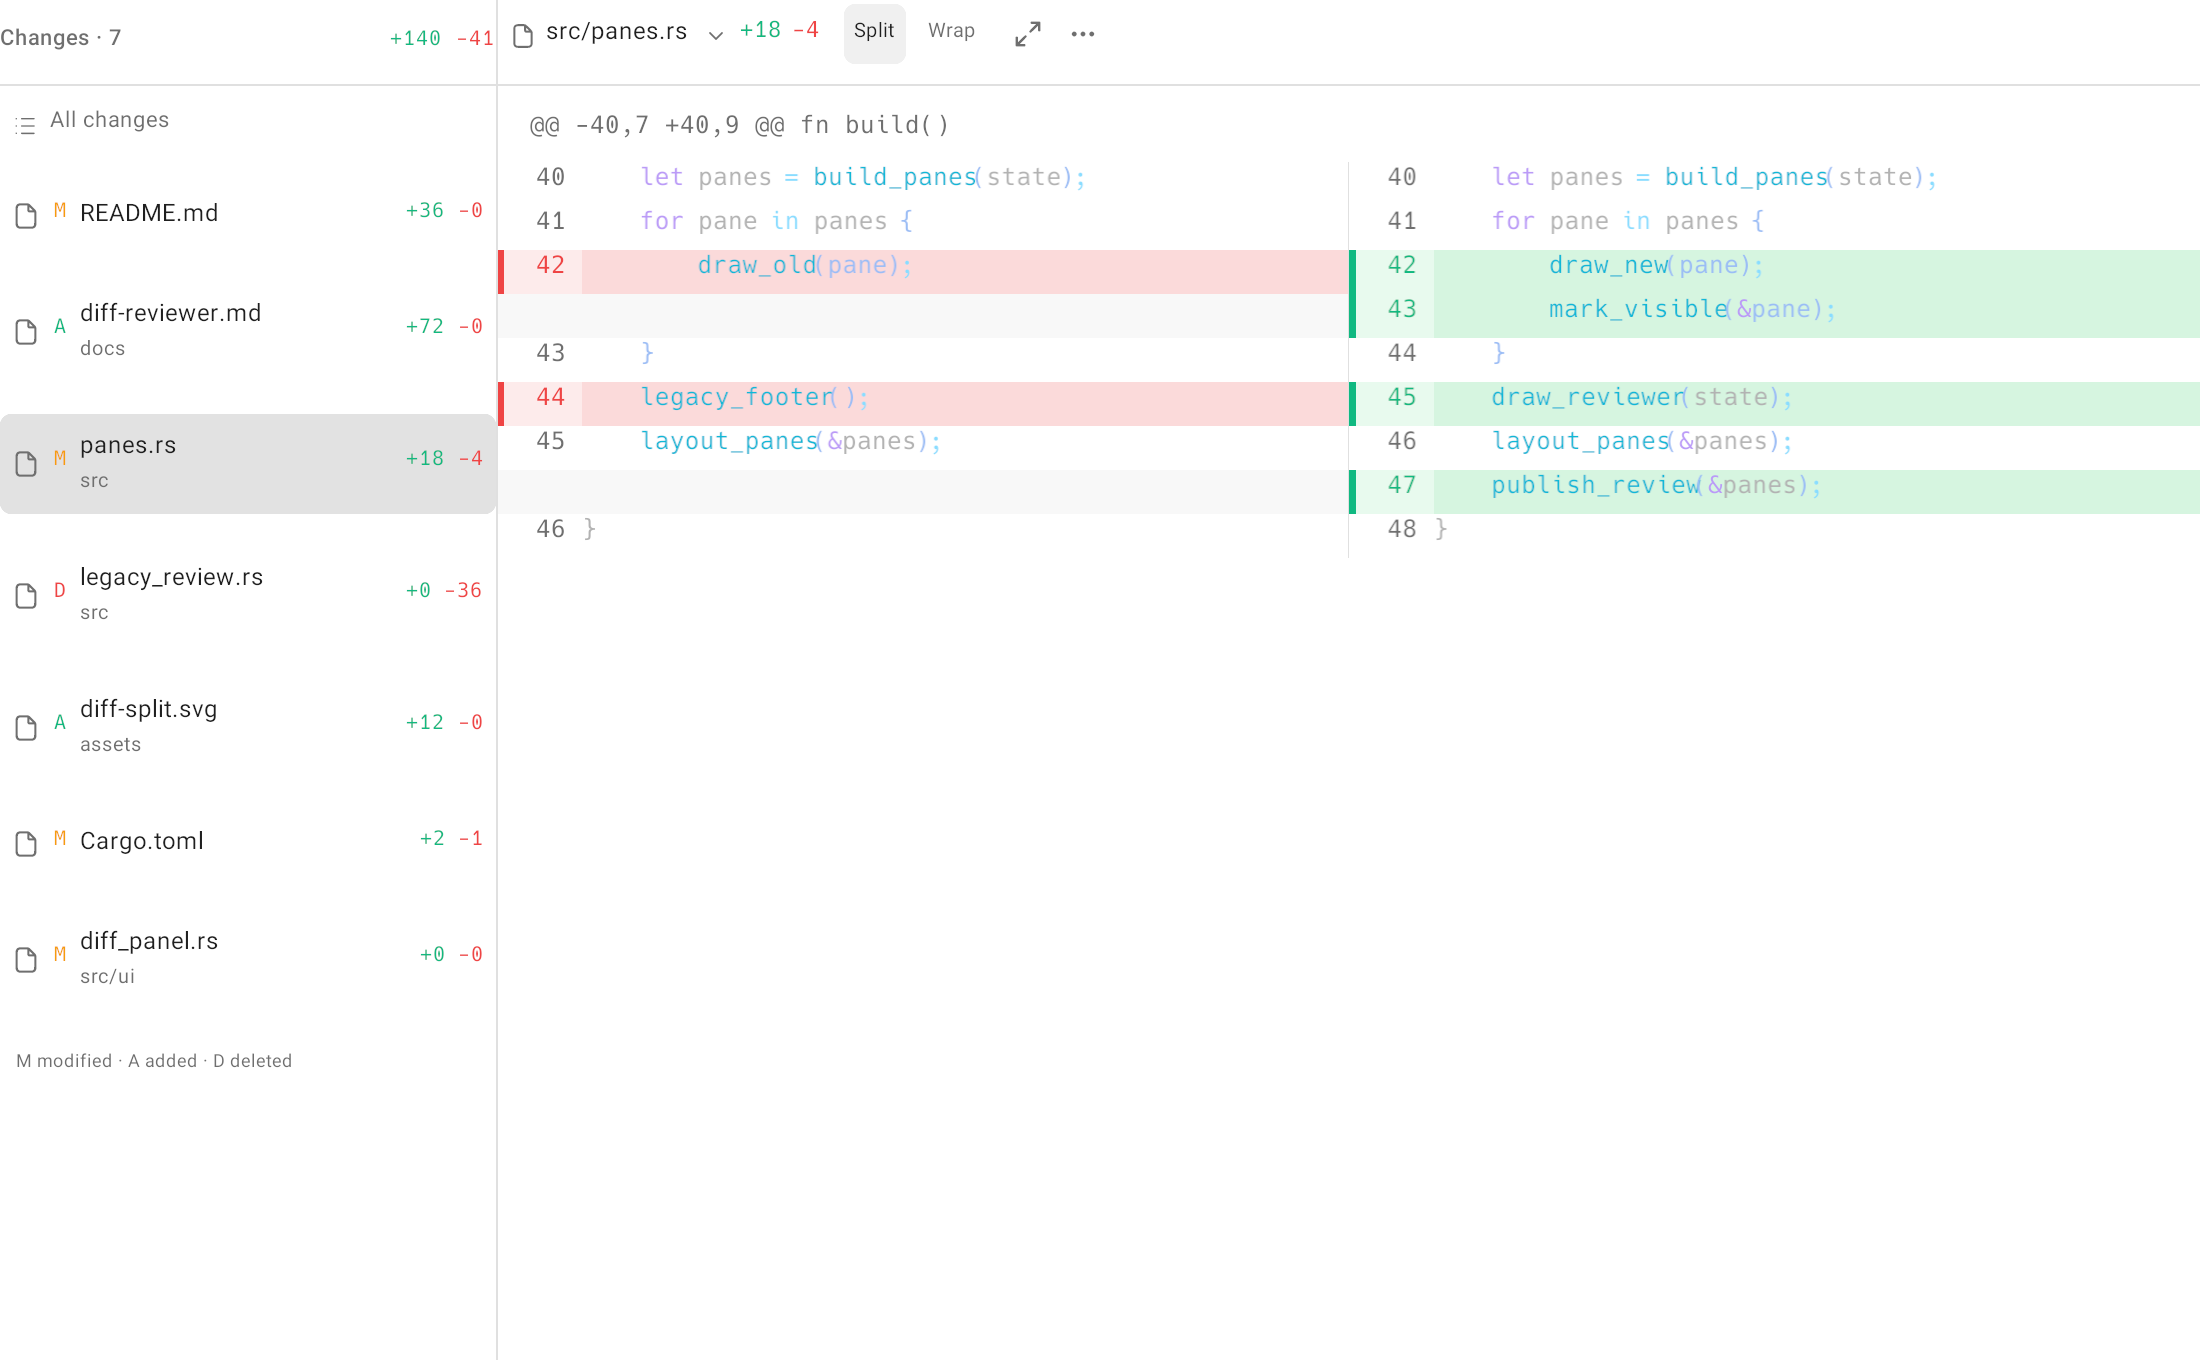 Changes · 7 +140 -41
All changes
M README.md +36 -0
A diff-reviewer.md +72 -0
docs
M panes.rs +18 -4
src
D legacy_review.rs +0 -36
src
A diff-split.svg +12 -0
assets
M Cargo.toml +2 -1
M diff_panel.rs +0 -0
src/ui
M modified · A added · D deleted
src/panes.rs +18 -4 Split Wrap
@@ -40,7 +40,9 @@ fn build()
40 let panes = build_panes(state);
41 for pane in panes {
42 draw_old(pane);
43 }
44 legacy_footer();
45 layout_panes(&panes);
46 }
40 let panes = build_panes(state);
41 for pane in panes {
42 draw_new(pane);
43 mark_visible(&pane);
44 }
45 draw_reviewer(state);
46 layout_panes(&panes);
47 publish_review(&panes);
48 }